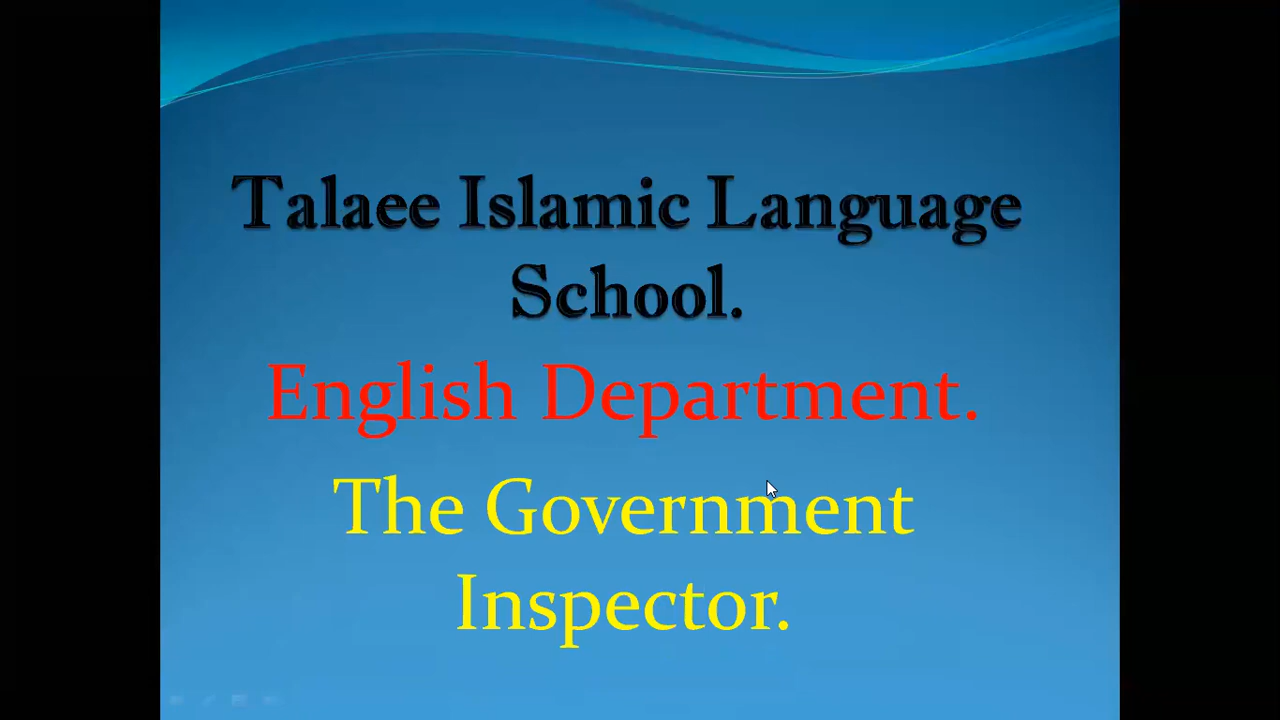 Talaee Islamic Language
School.
English Department.
The Government
Inspector.